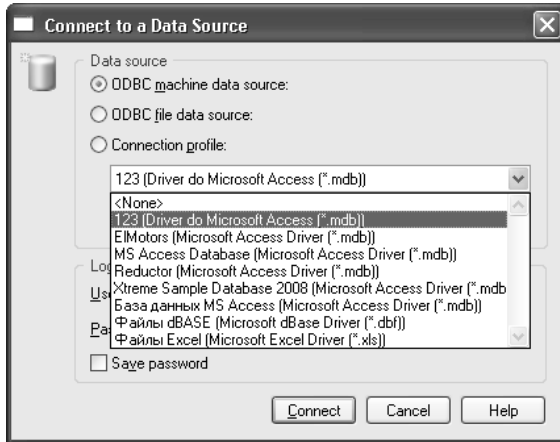 Connect to a Data Source
Data source
ODBC machine data source:
ODBC file data source:
Connection profile:
123 (Driver do Microsoft Access (*.mdb))
<None>
123 (Driver do Microsoft Access (*.mdb))
ElMotors (Microsoft Access Driver (*.mdb))
MS Access Database (Microsoft Access Driver (*.mdb))
Reductor (Microsoft Access Driver (*.mdb))
Xtreme Sample Database 2008 (Microsoft Access Driver (*.mdb
База данных MS Access (Microsoft Access Driver (*.mdb))
Файлы dBASE (Microsoft dBase Driver (*.dbf))
Файлы Excel (Microsoft Excel Driver (*.xls))
Save password
Connect Cancel Help